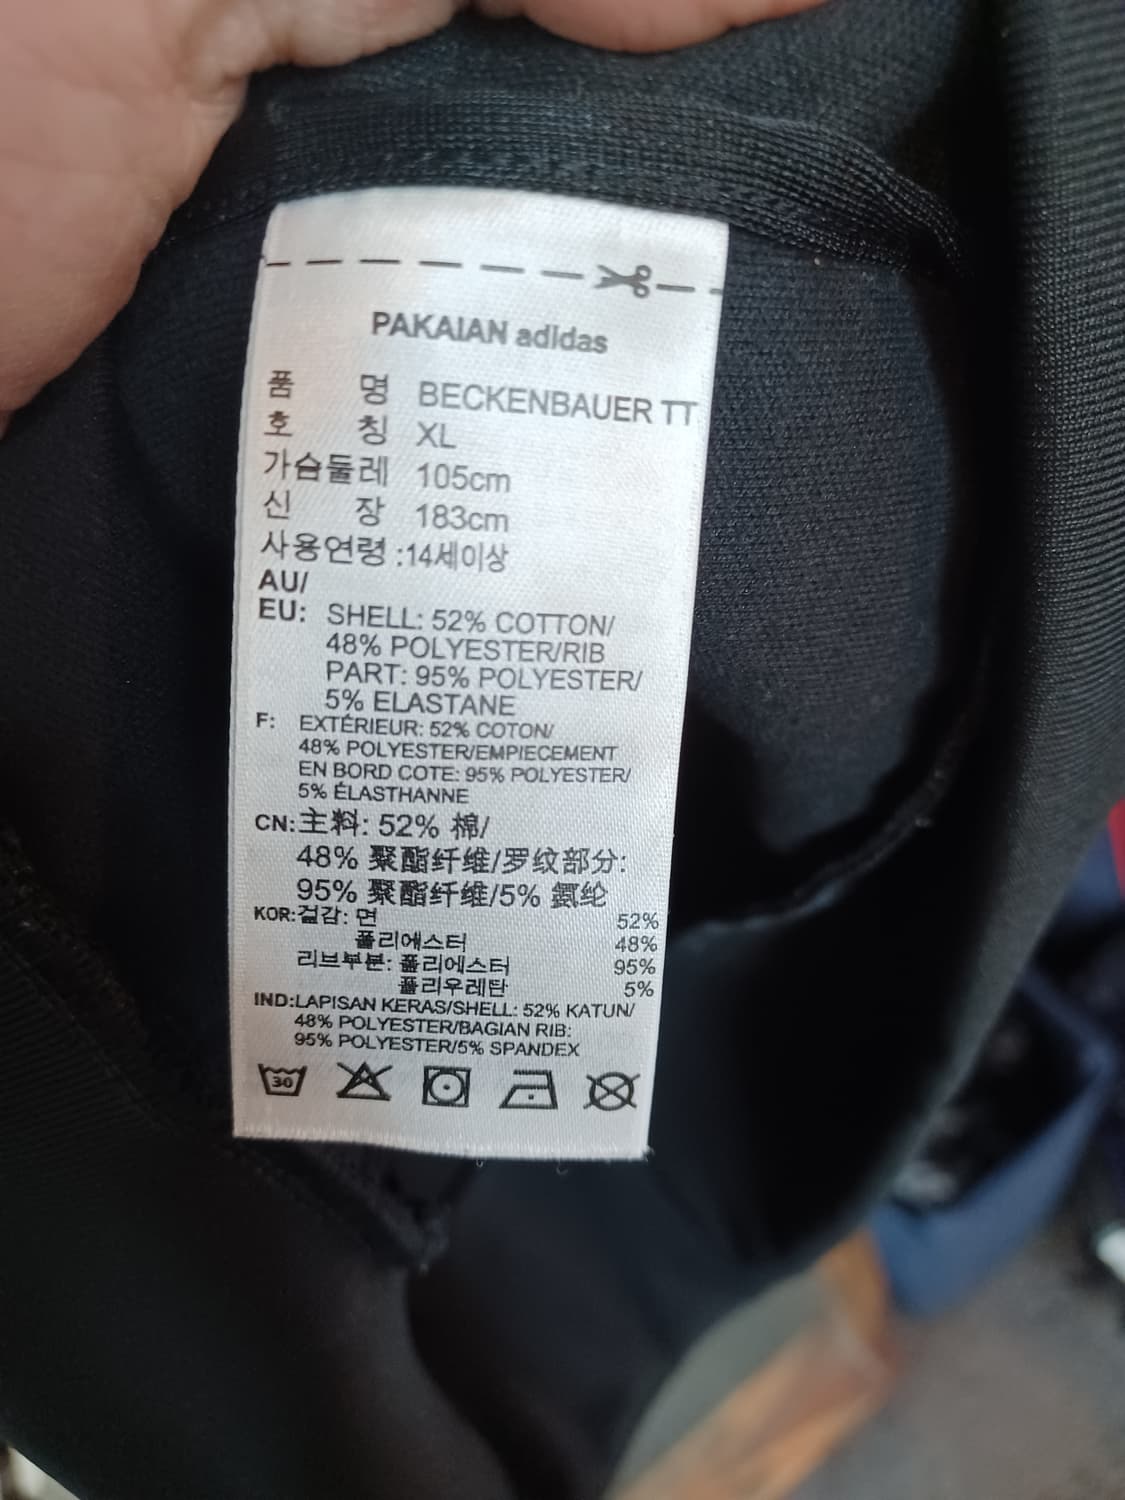 PAKAIAN adidas
품 명 BECKENBAUER TT
호 칭 XL
가슴둘레 105cm
신 장 183cm
사용연령 :14세이상
AU/
EU: SHELL: 52% COTTON/
48% POLYESTER/RIB
PART: 95% POLYESTER/
5% ELASTANE
F: EXTÉRIEUR: 52% COTON/
48% POLYESTER/EMPIECEMENT
EN BORD COTE: 95% POLYESTER/
5% ÉLASTHANNE
CN:主料: 52% 棉/
48% 聚酯纤维/罗纹部分:
95% 聚酯纤维/5% 氨纶
KOR:겉감: 면 52%
폴리에스터 48%
리브부분: 폴리에스터 95%
폴리우레탄 5%
IND:LAPISAN KERAS/SHELL: 52% KATUN/
48% POLYESTER/BAGIAN RIB:
95% POLYESTER/5% SPANDEX
30